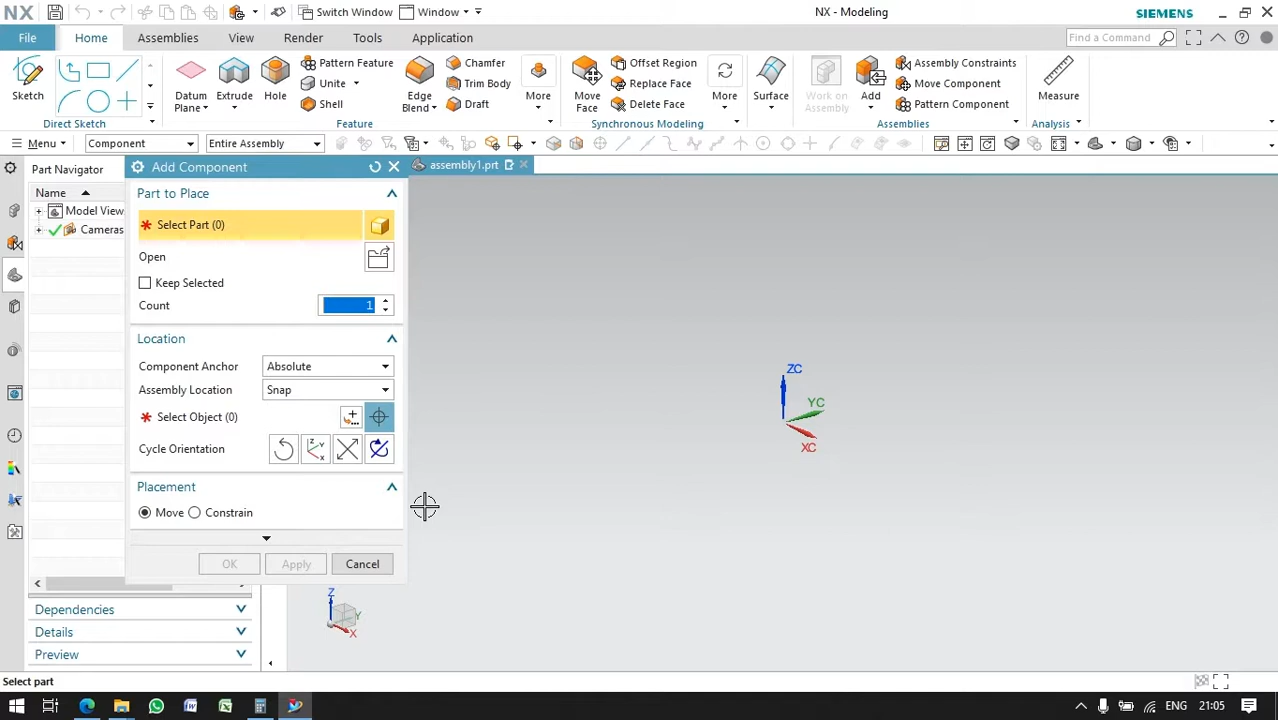 NX Switch Window Window NX - Modeling SIEMENS
File Home Assemblies View Render Tools Application Find a Command
Sketch
Direct Sketch
Datum Plane
Extrude
Hole
Pattern Feature
Unite
Shell
Edge Blend
Chamfer
Trim Body
Draft
More
Feature
Move Face
Offset Region
Replace Face
Delete Face
More
Synchronous Modeling
Surface
Work on Assembly
Add
Assembly Constraints
Move Component
Pattern Component
Assemblies
Measure
Analysis
Menu Component Entire Assembly
Part Navigator
Name
Model View
Cameras
Add Component
assembly1.prt
Part to Place
* Select Part (0)
Open
Keep Selected
Count 1
Location
Component Anchor Absolute
Assembly Location Snap
* Select Object (0)
Cycle Orientation
Placement
Move Constrain
OK Apply Cancel
ZC
YC
XC
Z
Y
X
Dependencies
Details
Preview
Select part
ENG 21:05